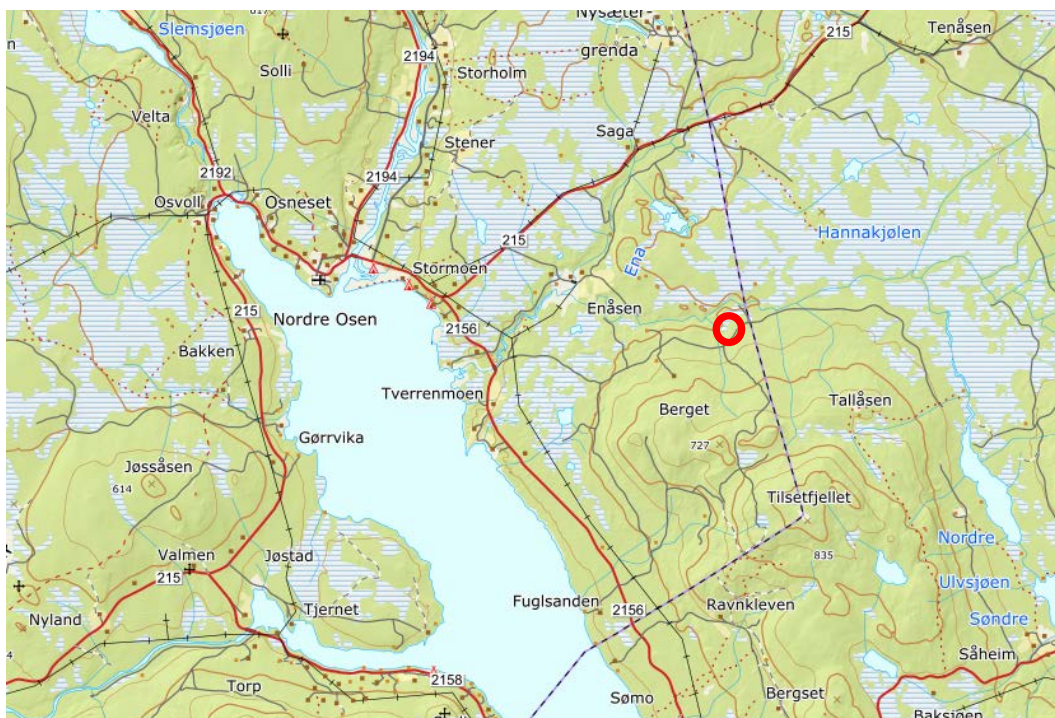 Slemsjøen
617
Solli
Velta
2192
Osvoll
Osneset
2194
Storholm
Stener
2194
Nysæter-
grenda
Saga
215
Tenåsen
Hannakjølen
215
Ena
Stormoen
Enåsen
2156
Nordre Osen
215
Bakken
Tverrenmoen
Berget
727
Tallåsen
Gørrvika
Jøssåsen
614
Tilsetfjellet
835
Nordre
Ulvsjøen
Søndre
Valmen
215
Jøstad
Tjernet
Nyland
Fuglsanden
2156
Ravnkleven
Såheim
Torp
2158
Sømo
Bergset
Baksjøen